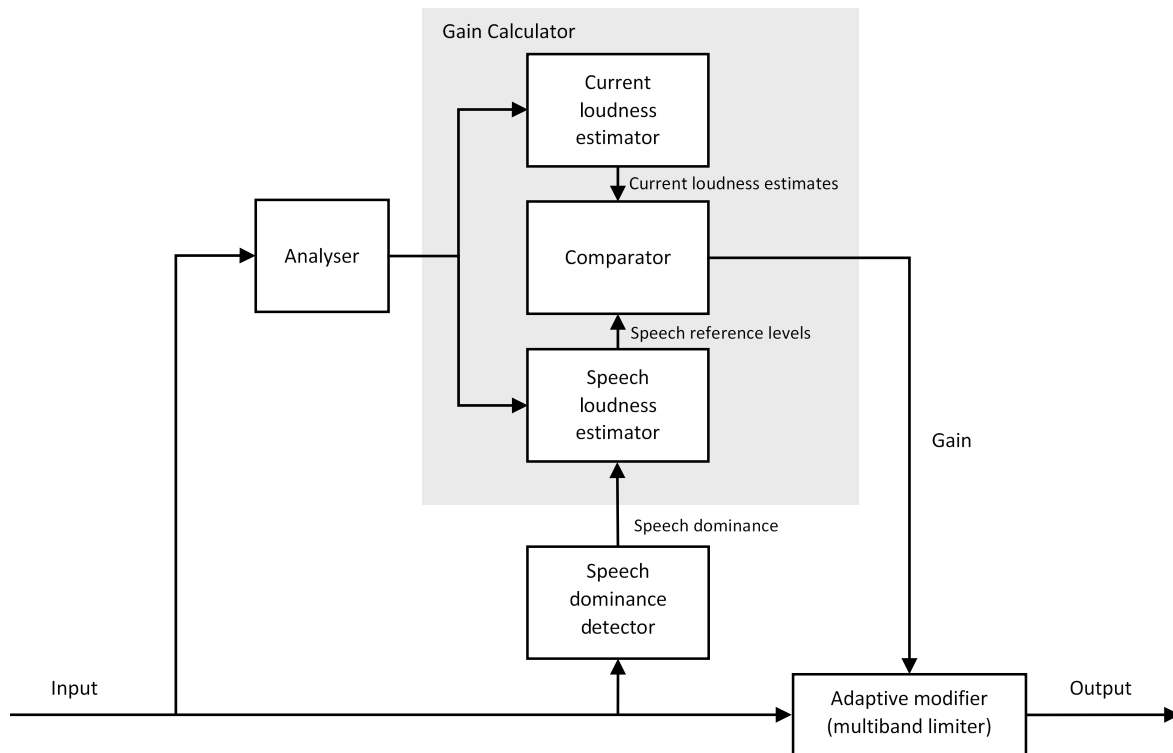 Gain Calculator
Current
loudness
estimator
Current loudness estimates
Analyser
Comparator
Speech reference levels
Speech
loudness
estimator
Gain
Speech dominance
Speech
dominance
detector
Input
Adaptive modifier
(multiband limiter)
Output